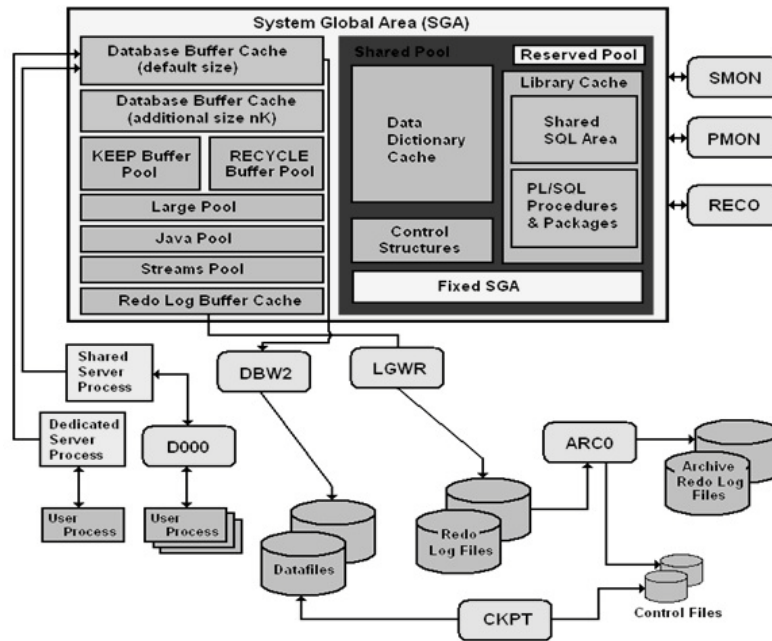 System Global Area (SGA)
Database Buffer Cache
(default size)
Database Buffer Cache
(additional size nK)
KEEP Buffer
Pool
RECYCLE
Buffer Pool
Large Pool
Java Pool
Streams Pool
Redo Log Buffer Cache
Shared Pool
Reserved Pool
Library Cache
Data
Dictionary
Cache
Shared
SQL Area
PL/SQL
Procedures
& Packages
Control
Structures
Fixed SGA
SMON
PMON
RECO
Shared
Server
Process
Dedicated
Server
Process
D000
User
Process
User
Process
DBW2
LGWR
ARC0
Datafiles
Redo
Log Files
Archive
Redo Log
Files
CKPT
Control Files